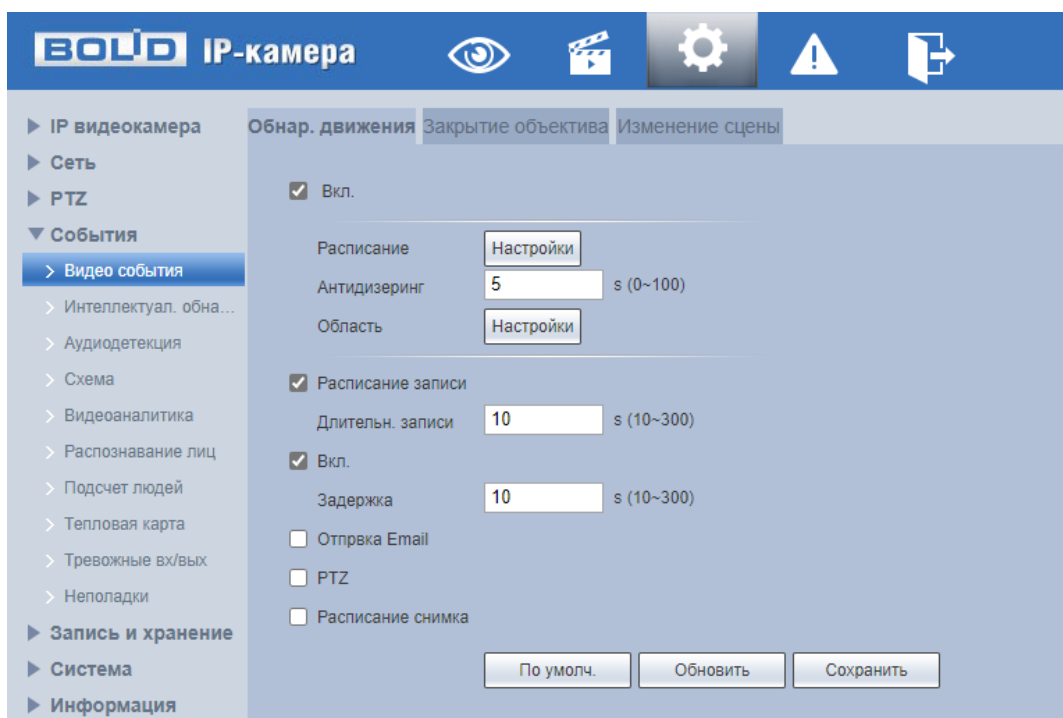 BOLID IP-камера
IP видеокамера
Сеть
PTZ
События
Видео события
Интеллектуал. обна...
Аудиодетекция
Схема
Видеоаналитика
Распознавание лиц
Подсчет людей
Тепловая карта
Тревожные вх/вых
Неполадки
Запись и хранение
Система
Информация
Обнар. движения Закрытие объектива Изменение сцены
Вкл.
Расписание Настройки
Антидизеринг 5 s (0~100)
Область Настройки
Расписание записи
Длительн. записи 10 s (10~300)
Вкл.
Задержка 10 s (10~300)
Отпрвка Email
PTZ
Расписание снимка
По умолч. Обновить Сохранить